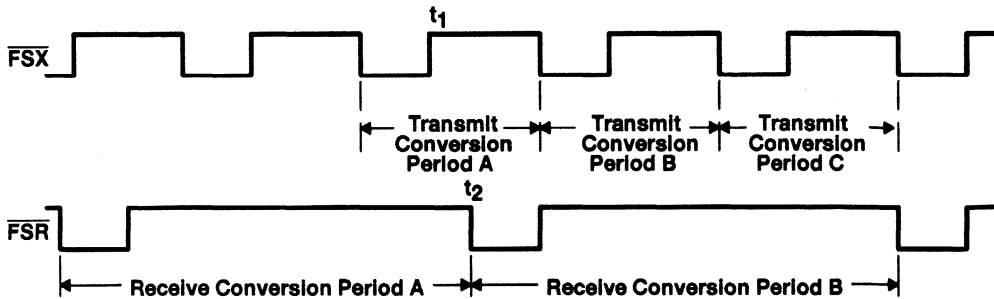 t1
FSX
Transmit
Conversion
Period A
Transmit
Conversion
Period B
Transmit
Conversion
Period C
t2
FSR
Receive Conversion Period A
Receive Conversion Period B